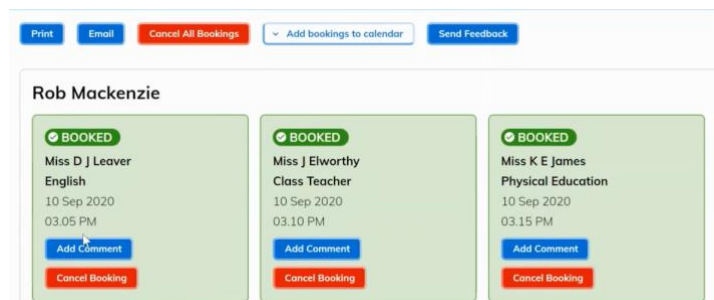 Print Email Cancel All Bookings Add bookings to calendar Send Feedback
Rob Mackenzie
BOOKED
Miss D J Leaver
English
10 Sep 2020
03.05 PM
Add Comment
Cancel Booking
BOOKED
Miss J Elworthy
Class Teacher
10 Sep 2020
03.10 PM
Add Comment
Cancel Booking
BOOKED
Miss K E James
Physical Education
10 Sep 2020
03.15 PM
Add Comment
Cancel Booking